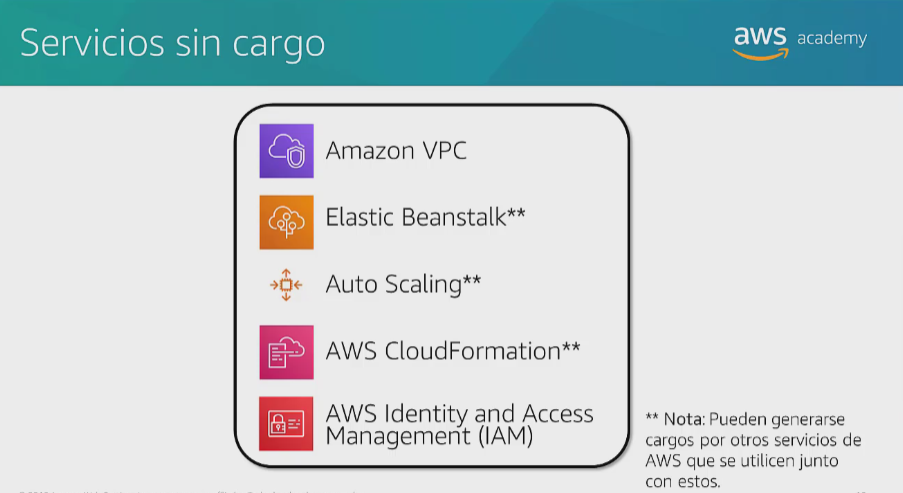 Servicios sin cargo
aws academy
Amazon VPC
Elastic Beanstalk**
Auto Scaling**
AWS CloudFormation**
AWS Identity and Access
Management (IAM)
** Nota: Pueden generarse
cargos por otros servicios de
AWS que se utilicen junto
con estos.